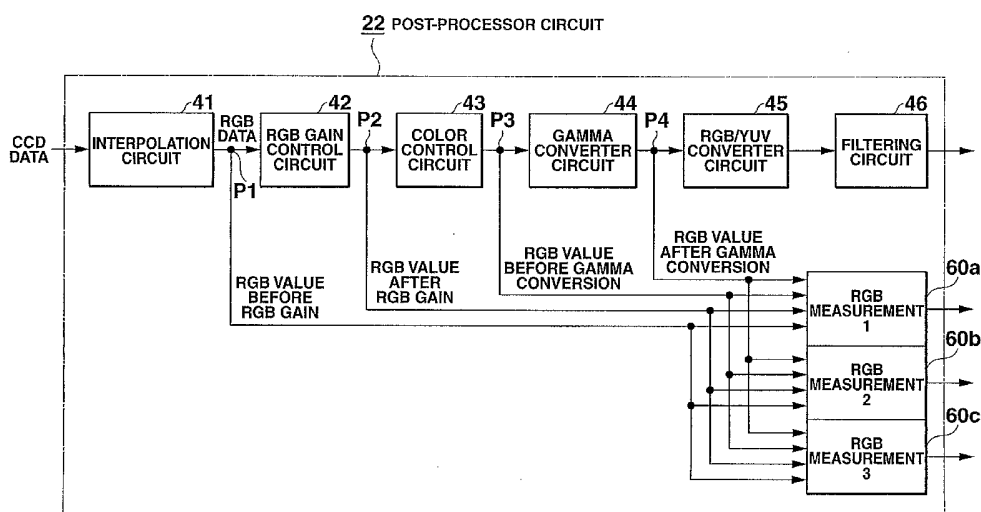 22 POST-PROCESSOR CIRCUIT
41
42
43
44
45
46
CCD
DATA
INTERPOLATION
CIRCUIT
RGB
DATA
P1
RGB GAIN
CONTROL
CIRCUIT
P2
COLOR
CONTROL
CIRCUIT
P3
GAMMA
CONVERTER
CIRCUIT
P4
RGB/YUV
CONVERTER
CIRCUIT
FILTERING
CIRCUIT
RGB VALUE
BEFORE
RGB GAIN
RGB VALUE
AFTER
RGB GAIN
RGB VALUE
BEFORE GAMMA
CONVERSION
RGB VALUE
AFTER GAMMA
CONVERSION
60a
RGB
MEASUREMENT
1
60b
RGB
MEASUREMENT
2
60c
RGB
MEASUREMENT
3